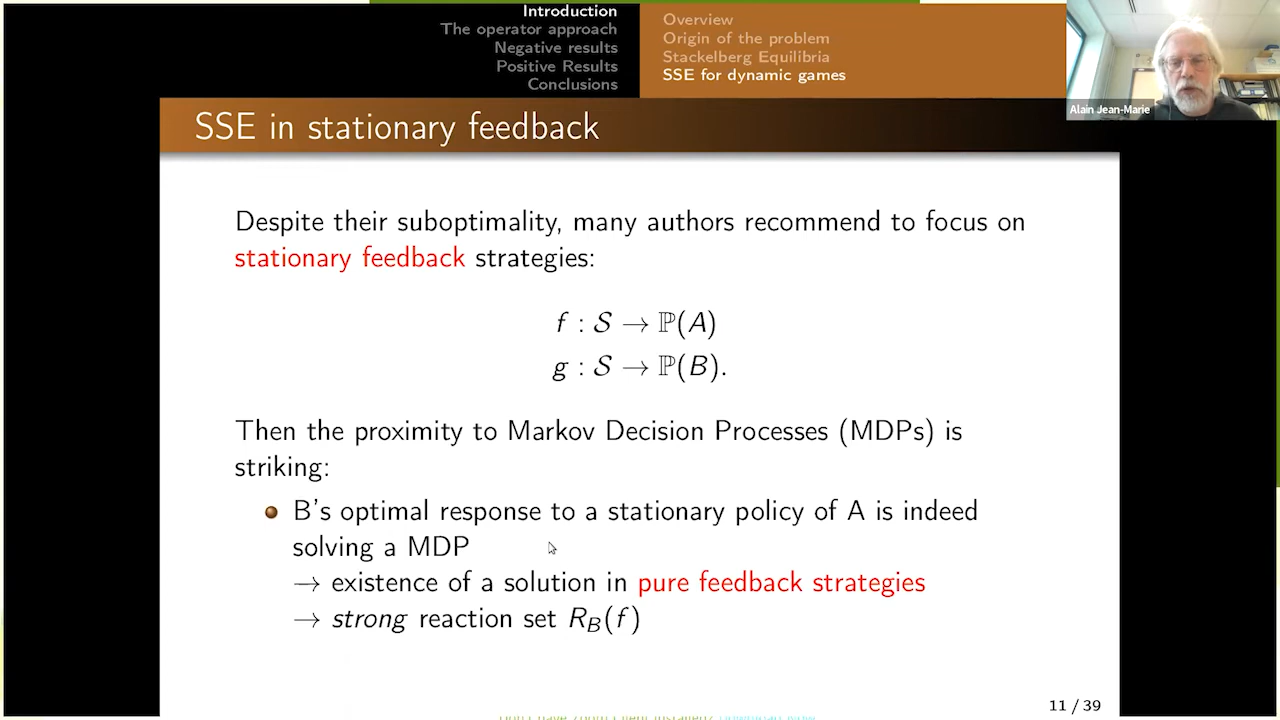 Introduction
The operator approach
Negative results
Positive Results
Conclusions
Overview
Origin of the problem
Stackelberg Equilibria
SSE for dynamic games
Alain Jean-Marie
SSE in stationary feedback
Despite their suboptimality, many authors recommend to focus on
stationary feedback strategies:
f : 𝒮 → ℙ(A)
g : 𝒮 → ℙ(B).
Then the proximity to Markov Decision Processes (MDPs) is
striking:
B's optimal response to a stationary policy of A is indeed
solving a MDP
→ existence of a solution in pure feedback strategies
→ strong reaction set R_B(f)
11 / 39